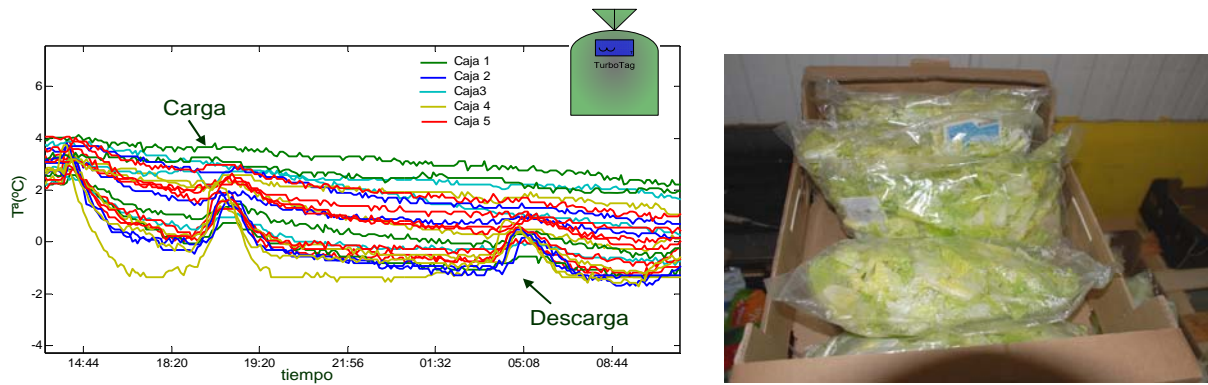 TurboTag
Caja 1
Caja 2
Caja3
Caja 4
Caja 5
Carga
Descarga
Tª(ºC)
6
4
2
0
-2
-4
14:44
18:20
19:20
21:56
01:32
05:08
08:44
tiempo